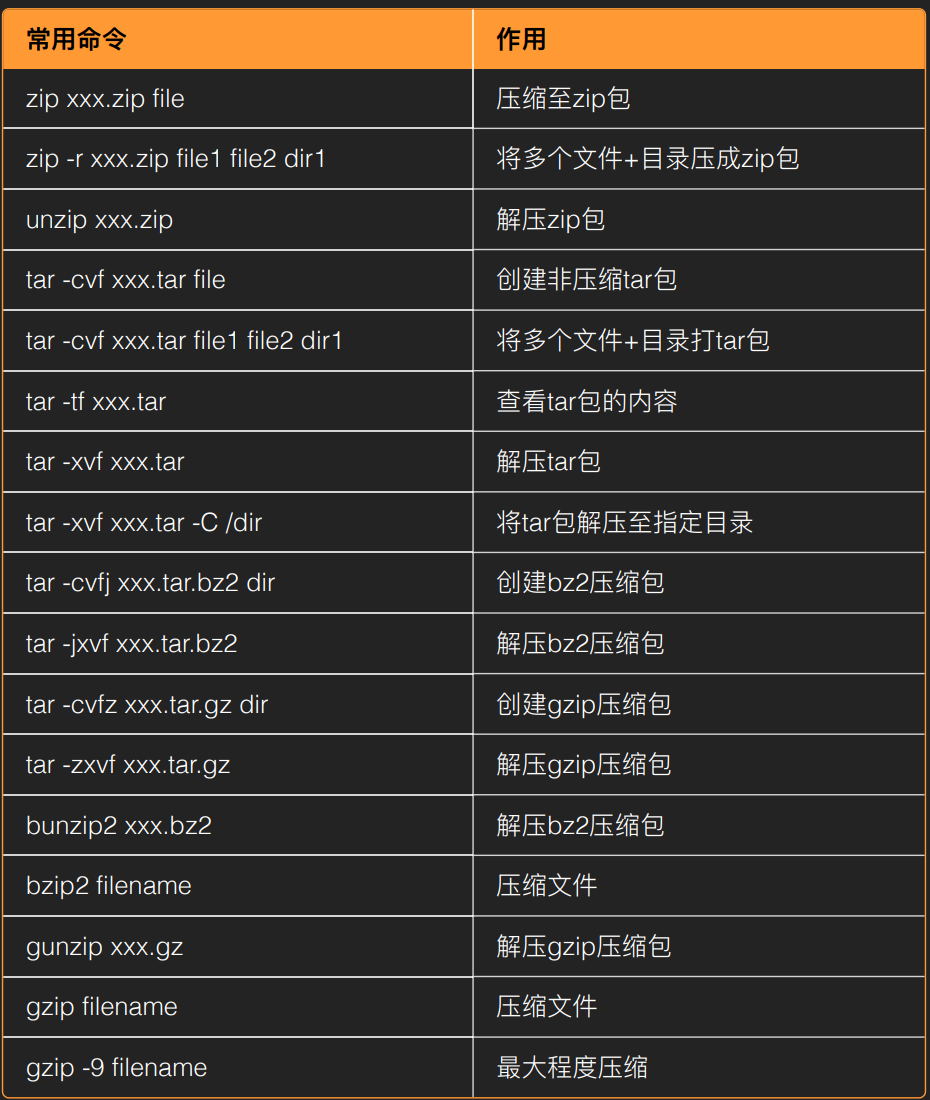 常用命令 作用
zip xxx.zip file 压缩至zip包
zip -r xxx.zip file1 file2 dir1 将多个文件+目录压成zip包
unzip xxx.zip 解压zip包
tar -cvf xxx.tar file 创建非压缩tar包
tar -cvf xxx.tar file1 file2 dir1 将多个文件+目录打tar包
tar -tf xxx.tar 查看tar包的内容
tar -xvf xxx.tar 解压tar包
tar -xvf xxx.tar -C /dir 将tar包解压至指定目录
tar -cvfj xxx.tar.bz2 dir 创建bz2压缩包
tar -jxvf xxx.tar.bz2 解压bz2压缩包
tar -cvfz xxx.tar.gz dir 创建gzip压缩包
tar -zxvf xxx.tar.gz 解压gzip压缩包
bunzip2 xxx.bz2 解压bz2压缩包
bzip2 filename 压缩文件
gunzip xxx.gz 解压gzip压缩包
gzip filename 压缩文件
gzip -9 filename 最大程度压缩